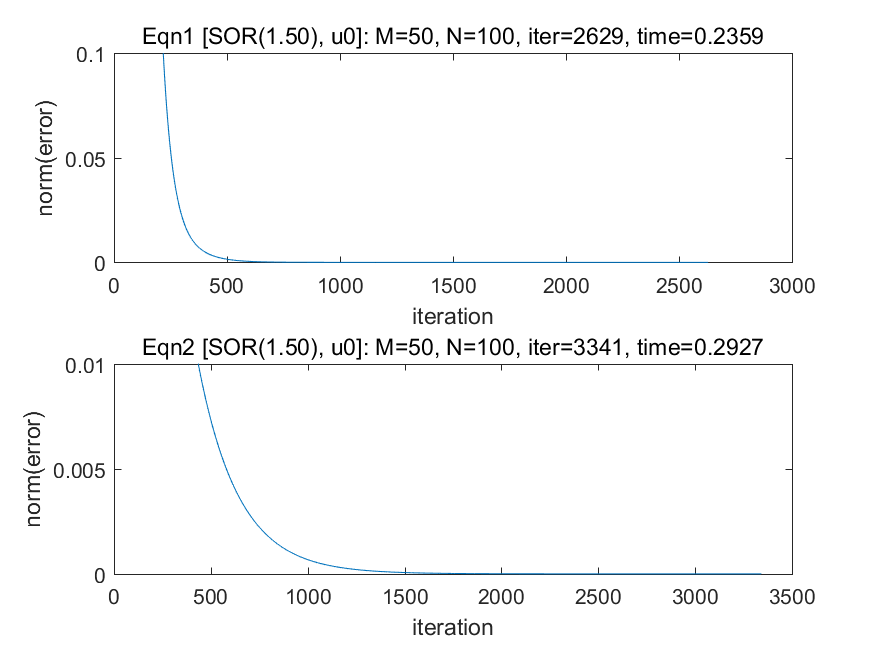 Eqn1 [SOR(1.50), u0]: M=50, N=100, iter=2629, time=0.2359
0.1
0.05
0
norm(error)
0 500 1000 1500 2000 2500 3000
iteration
Eqn2 [SOR(1.50), u0]: M=50, N=100, iter=3341, time=0.2927
0.01
0.005
0
norm(error)
0 500 1000 1500 2000 2500 3000 3500
iteration